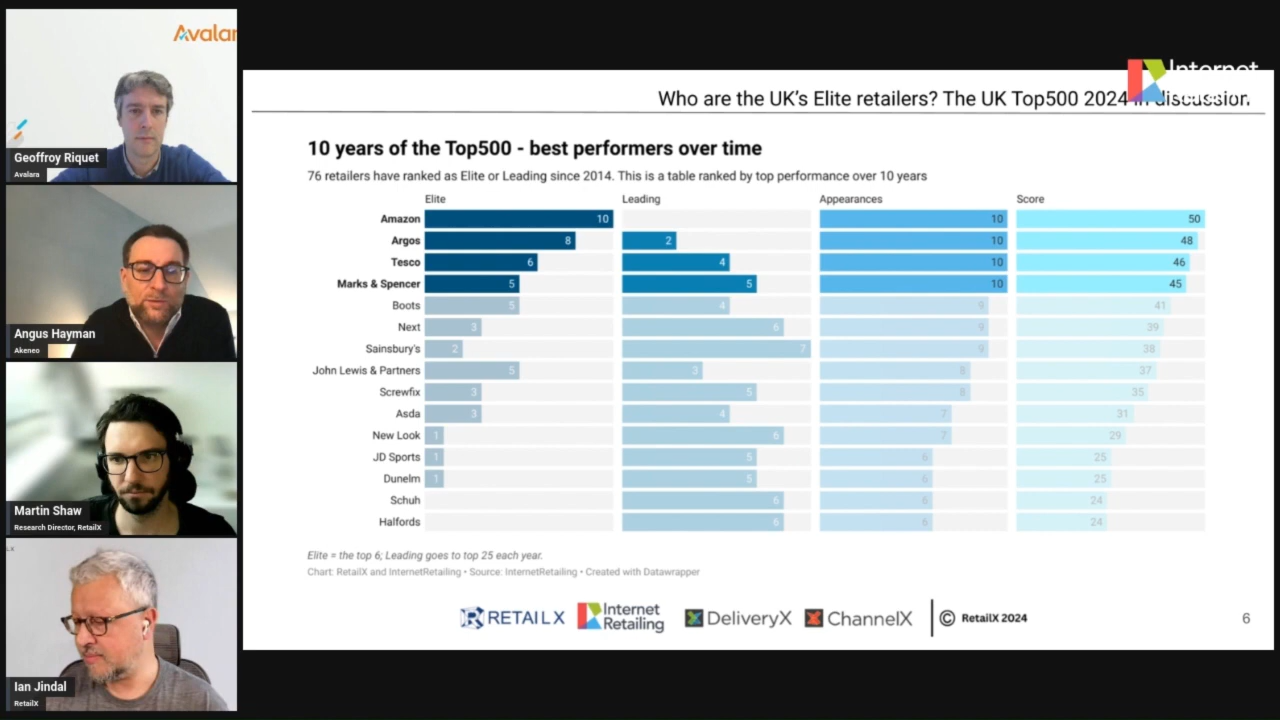 Avalar
Geoffroy Riquet
Avalara
Angus Hayman
Akeneo
Martin Shaw
Research Director, RetailX
LX
Ian Jindal
RetailX
Internet
Who are the UK's Elite retailers? The UK Top500 2024 in discussion
10 years of the Top500 - best performers over time
76 retailers have ranked as Elite or Leading since 2014. This is a table ranked by top performance over 10 years
Elite Leading Appearances Score
Amazon 10 10 50
Argos 8 2 10 48
Tesco 6 4 10 46
Marks & Spencer 5 5 10 45
Boots 5 4 9 41
Next 3 6 9 39
Sainsbury's 2 7 9 38
John Lewis & Partners 5 3 8 37
Screwfix 3 5 8 35
Asda 3 4 7 31
New Look 1 6 7 29
JD Sports 1 5 6 25
Dunelm 1 5 6 25
Schuh 6 6 24
Halfords 6 6 24
Elite = the top 6; Leading goes to top 25 each year.
Chart: RetailX and InternetRetailing • Source: InternetRetailing • Created with Datawrapper
RETAIL X Internet Retailing DeliveryX ChannelX © RetailX 2024
6